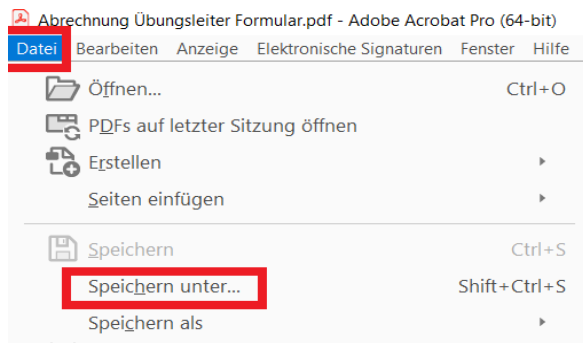 Abrechnung Übungsleiter Formular.pdf - Adobe Acrobat Pro (64-bit)
Datei Bearbeiten Anzeige Elektronische Signaturen Fenster Hilfe
Öffnen... Ctrl+O
PDFs auf letzter Sitzung öffnen
Erstellen
Seiten einfügen
Speichern Ctrl+S
Speichern unter... Shift+Ctrl+S
Speichern als